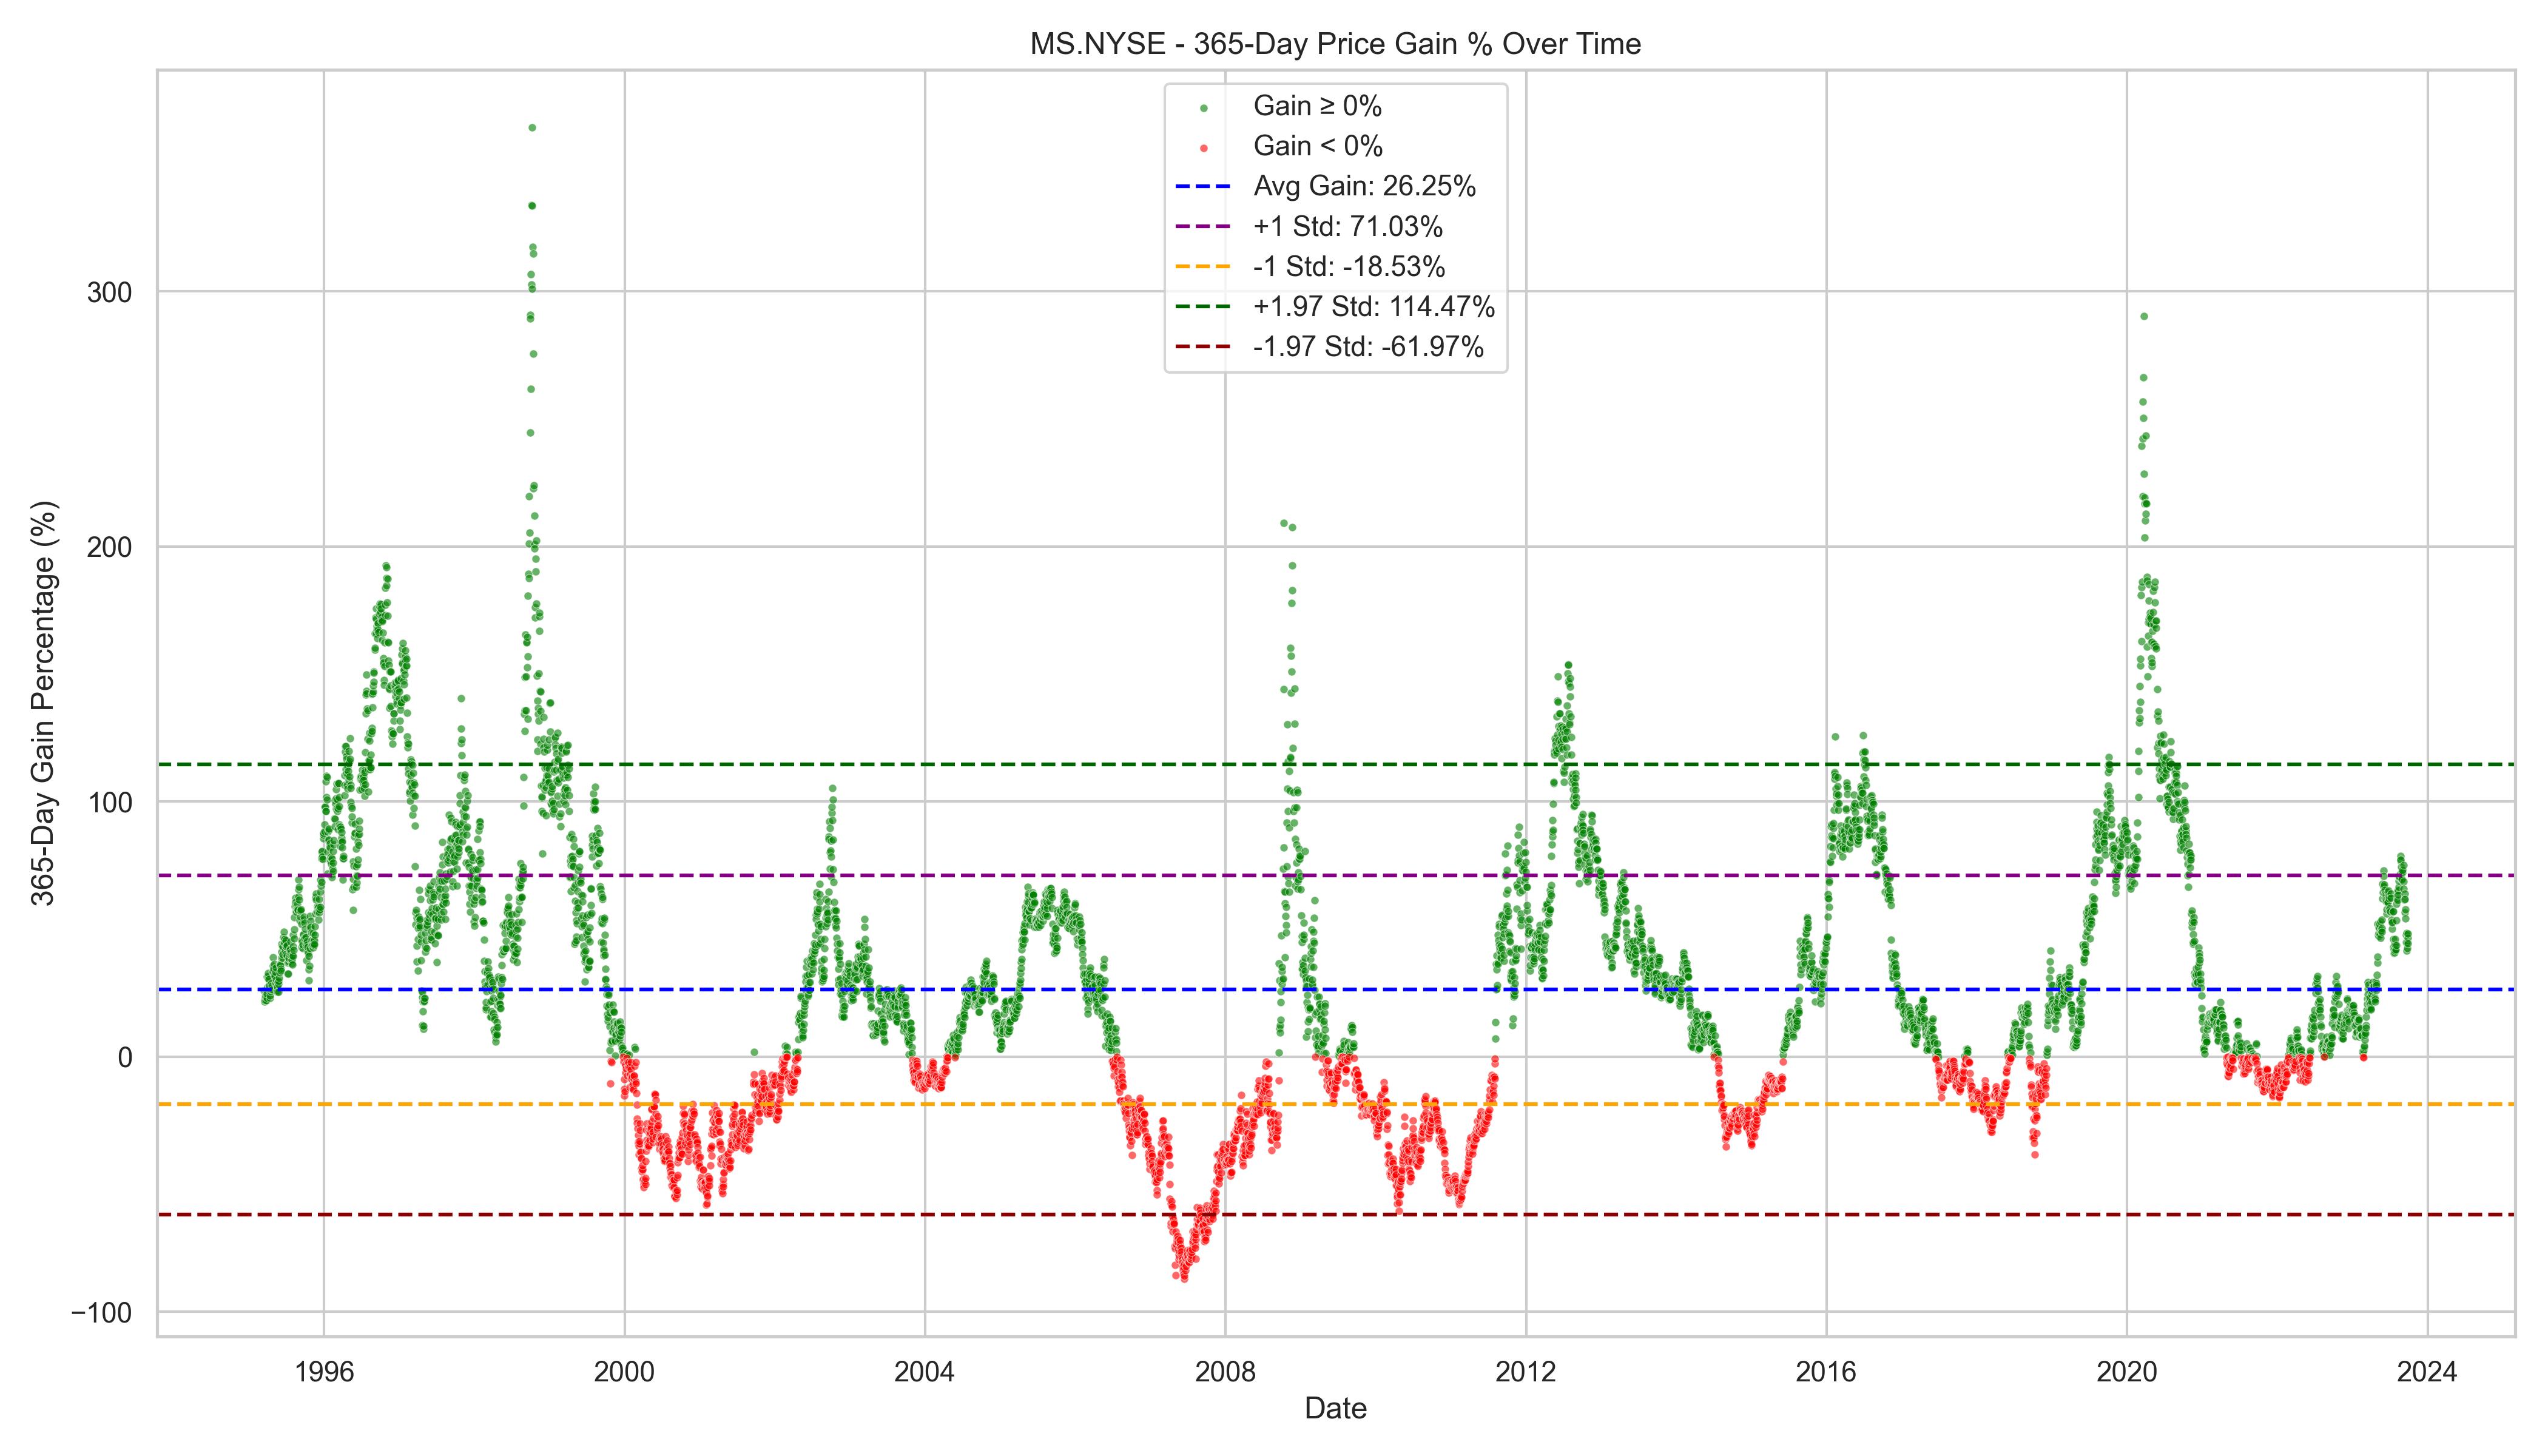 MS.NYSE - 365-Day Price Gain % Over Time
Gain ≥ 0%
Gain < 0%
Avg Gain: 26.25%
+1 Std: 71.03%
-1 Std: -18.53%
+1.97 Std: 114.47%
-1.97 Std: -61.97%
365-Day Gain Percentage (%)
300
200
100
0
−100
1996 2000 2004 2008 2012 2016 2020 2024
Date